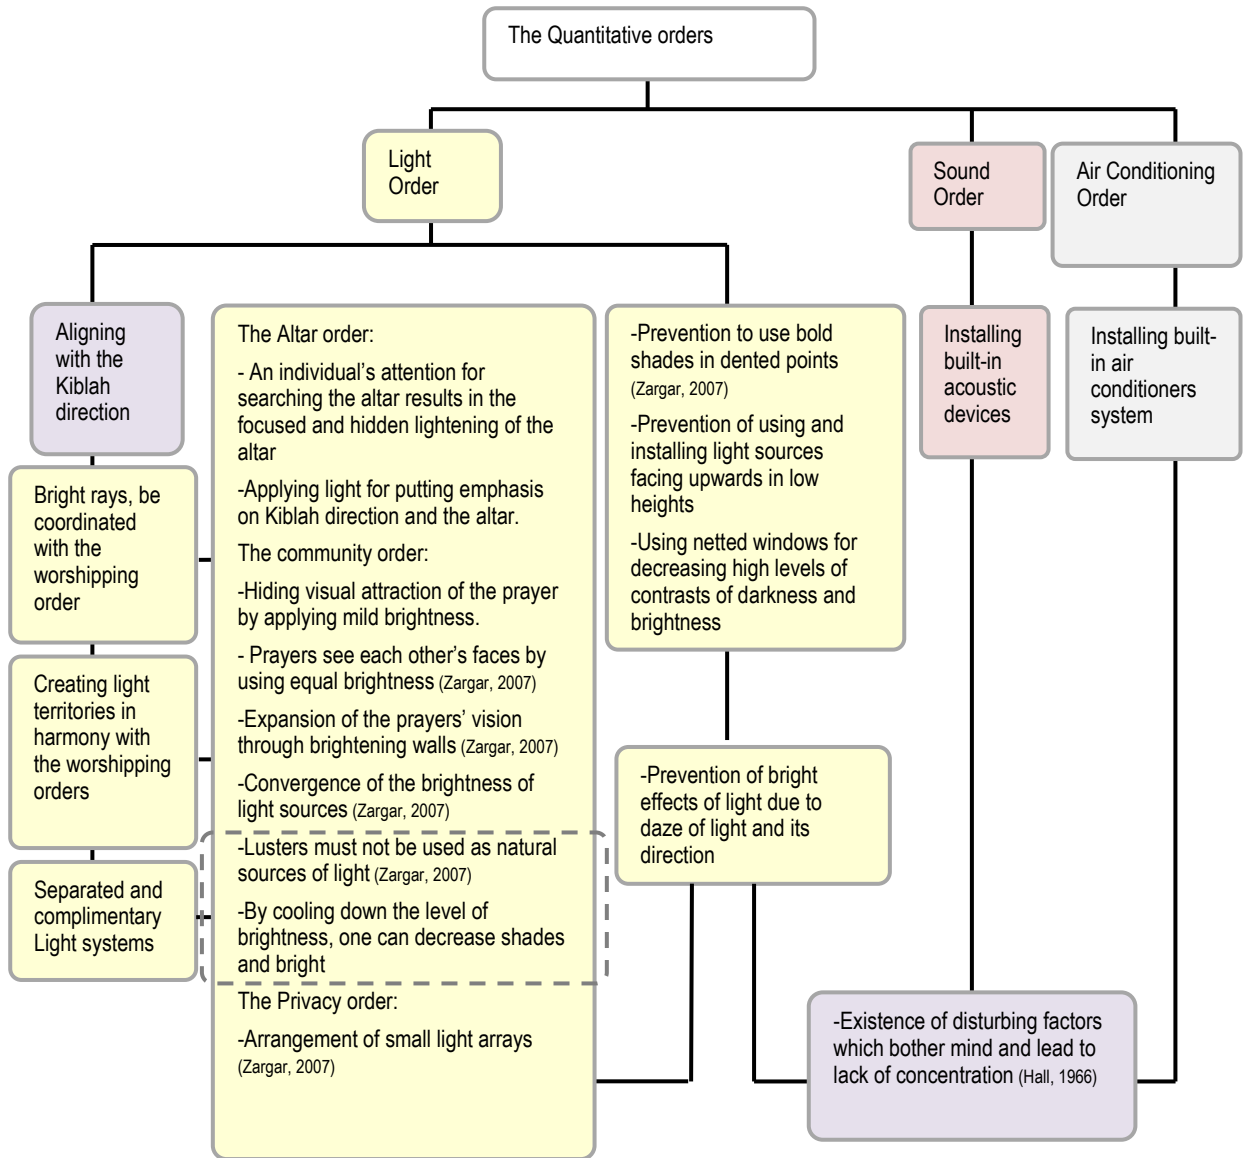 The Quantitative orders
Light
Order
Sound
Order
Air Conditioning
Order
Aligning
with the
Kiblah
direction
Bright rays, be
coordinated
with the
worshipping
order
Creating light
territories in
harmony with
the worshipping
orders
Separated and
complimentary
Light systems
The Altar order:
- An individual’s attention for
searching the altar results in the
focused and hidden lightening of the
altar
-Applying light for putting emphasis
on Kiblah direction and the altar.
The community order:
-Hiding visual attraction of the prayer
by applying mild brightness.
- Prayers see each other’s faces by
using equal brightness (Zargar, 2007)
-Expansion of the prayers’ vision
through brightening walls (Zargar, 2007)
-Convergence of the brightness of
light sources (Zargar, 2007)
-Lusters must not be used as natural
sources of light (Zargar, 2007)
-By cooling down the level of
brightness, one can decrease shades
and bright
The Privacy order:
-Arrangement of small light arrays
(Zargar, 2007)
-Prevention to use bold
shades in dented points
(Zargar, 2007)
-Prevention of using and
installing light sources
facing upwards in low
heights
-Using netted windows for
decreasing high levels of
contrasts of darkness and
brightness
-Prevention of bright
effects of light due to
daze of light and its
direction
Installing
built-in
acoustic
devices
Installing built-
in air
conditioners
system
-Existence of disturbing factors
which bother mind and lead to
lack of concentration (Hall, 1966)